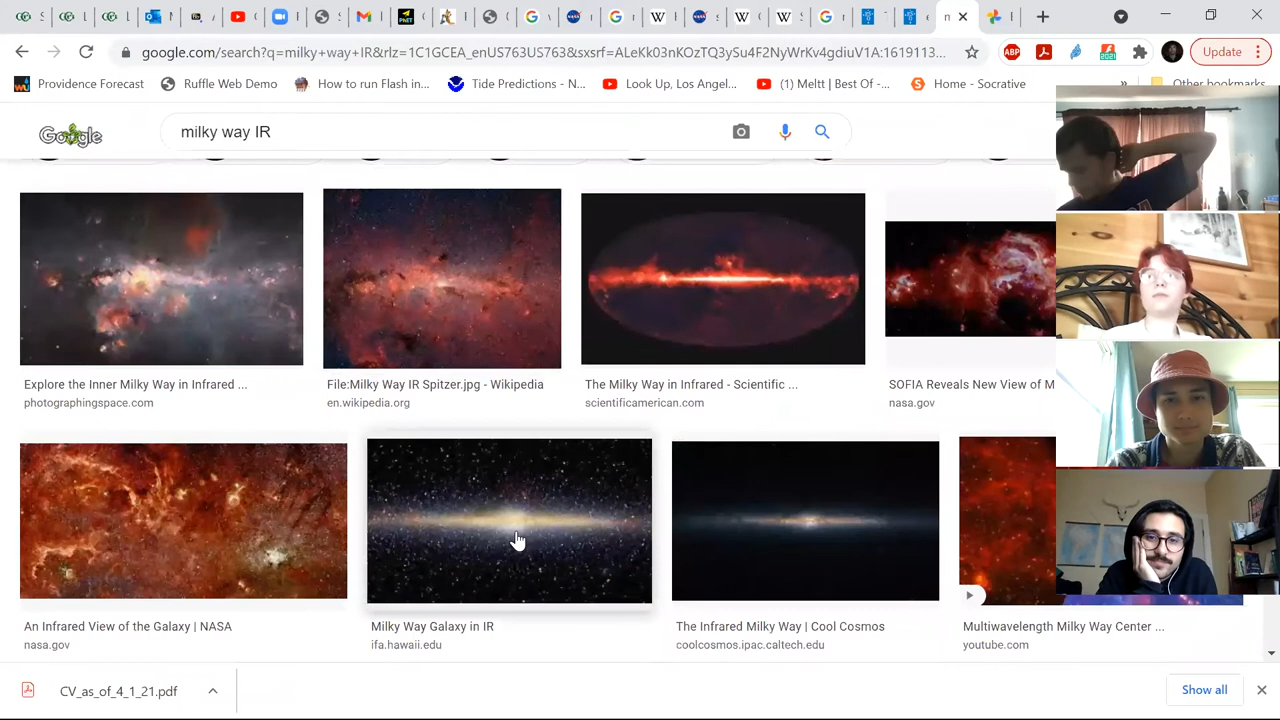 google.com/search?q=milky+way+IR&rlz=1C1GCEA_enUS763US763&sxsrf=ALeKk03nKOzTQ3ySu4F2NyWrKv4gdiuV1A:1619113...
Update
Providence Forecast
Ruffle Web Demo
How to run Flash in...
Tide Predictions - N...
Look Up, Los Angel...
(1) Meltt | Best Of -...
Home - Socrative
»
Other bookmarks
Google
milky way IR
Explore the Inner Milky Way in Infrared ...
photographingspace.com
File:Milky Way IR Spitzer.jpg - Wikipedia
en.wikipedia.org
The Milky Way in Infrared - Scientific ...
scientificamerican.com
SOFIA Reveals New View of M
nasa.gov
An Infrared View of the Galaxy | NASA
nasa.gov
Milky Way Galaxy in IR
ifa.hawaii.edu
The Infrared Milky Way | Cool Cosmos
coolcosmos.ipac.caltech.edu
Multiwavelength Milky Way Center ...
youtube.com
CV_as_of_4_1_21.pdf
Show all